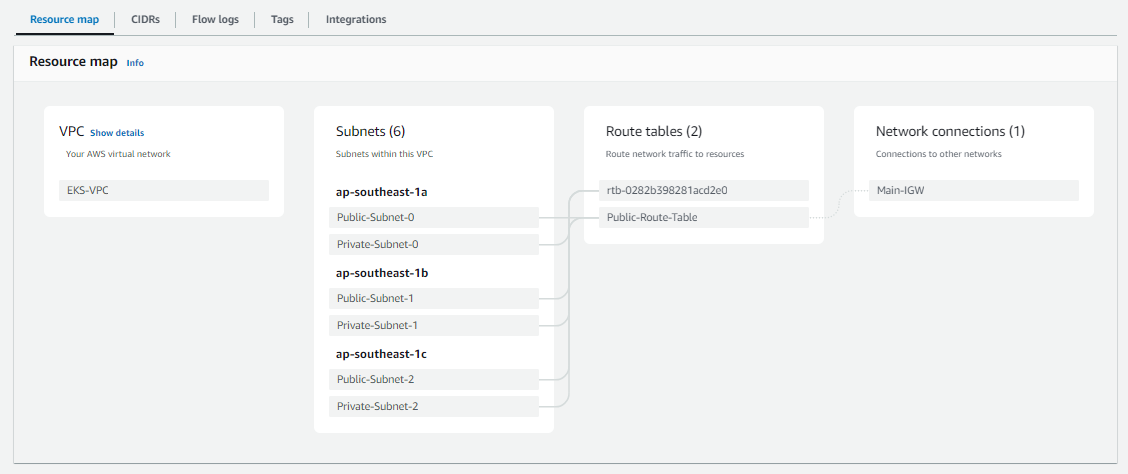 Resource map
CIDRs
Flow logs
Tags
Integrations
Resource map Info
VPC Show details
Your AWS virtual network
EKS-VPC
Subnets (6)
Subnets within this VPC
ap-southeast-1a
Public-Subnet-0
Private-Subnet-0
ap-southeast-1b
Public-Subnet-1
Private-Subnet-1
ap-southeast-1c
Public-Subnet-2
Private-Subnet-2
Route tables (2)
Route network traffic to resources
rtb-0282b398281acd2e0
Public-Route-Table
Network connections (1)
Connections to other networks
Main-IGW